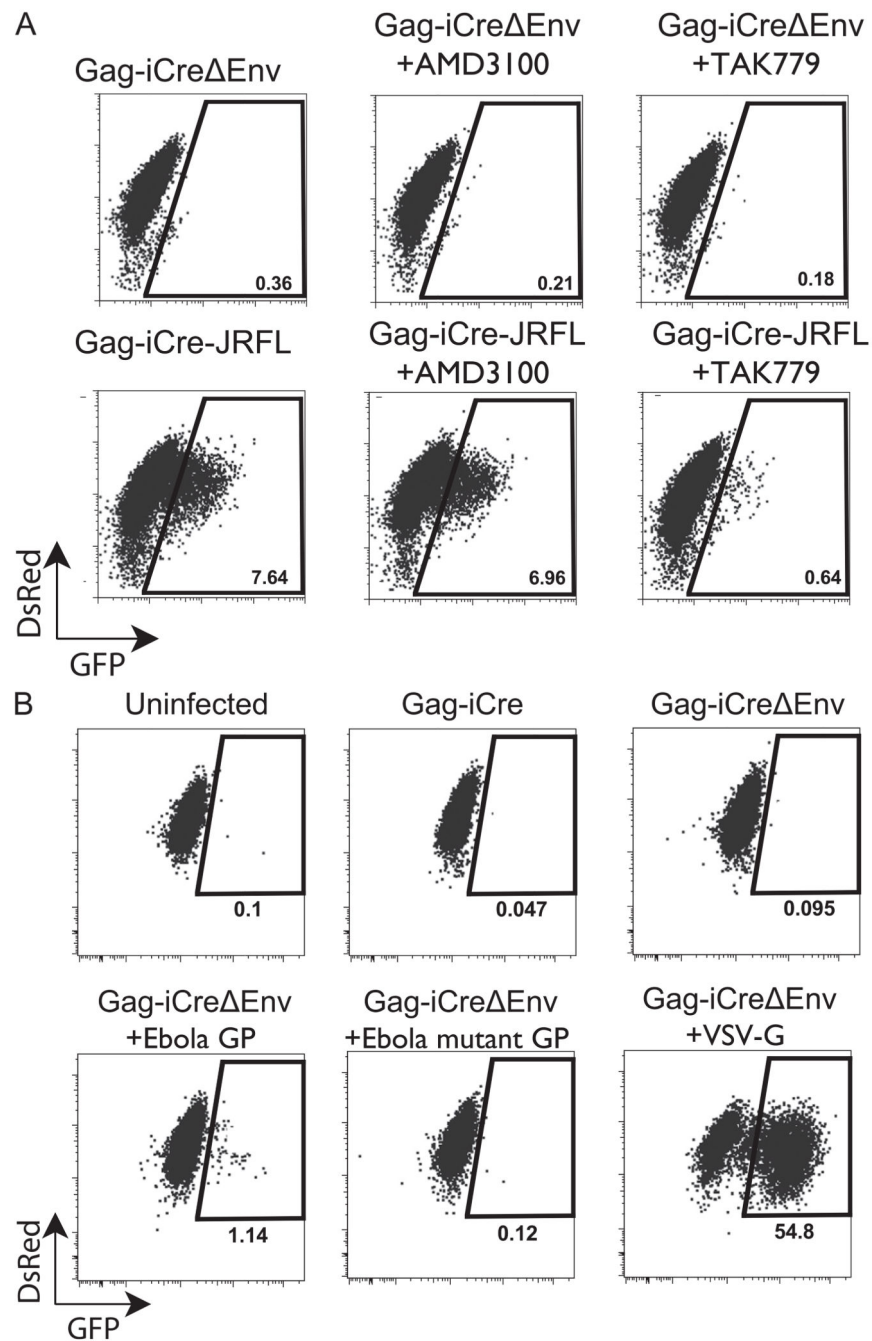 A
Gag-iCreΔEnv
Gag-iCreΔEnv
+AMD3100
Gag-iCreΔEnv
+TAK779
0.36
0.21
0.18
Gag-iCre-JRFL
Gag-iCre-JRFL
+AMD3100
Gag-iCre-JRFL
+TAK779
7.64
6.96
0.64
DsRed
GFP
B
Uninfected
Gag-iCre
Gag-iCreΔEnv
0.1
0.047
0.095
Gag-iCreΔEnv
+Ebola GP
Gag-iCreΔEnv
+Ebola mutant GP
Gag-iCreΔEnv
+VSV-G
1.14
0.12
54.8
DsRed
GFP